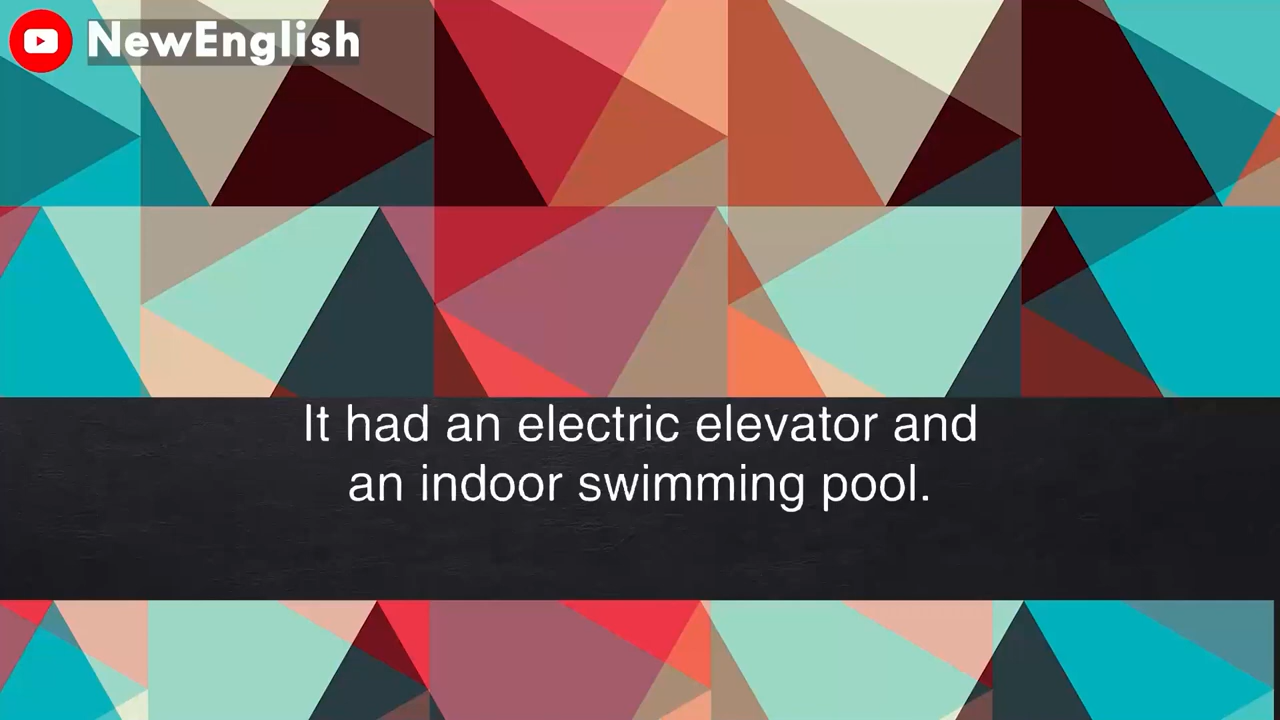 NewEnglish
It had an electric elevator and
an indoor swimming pool.